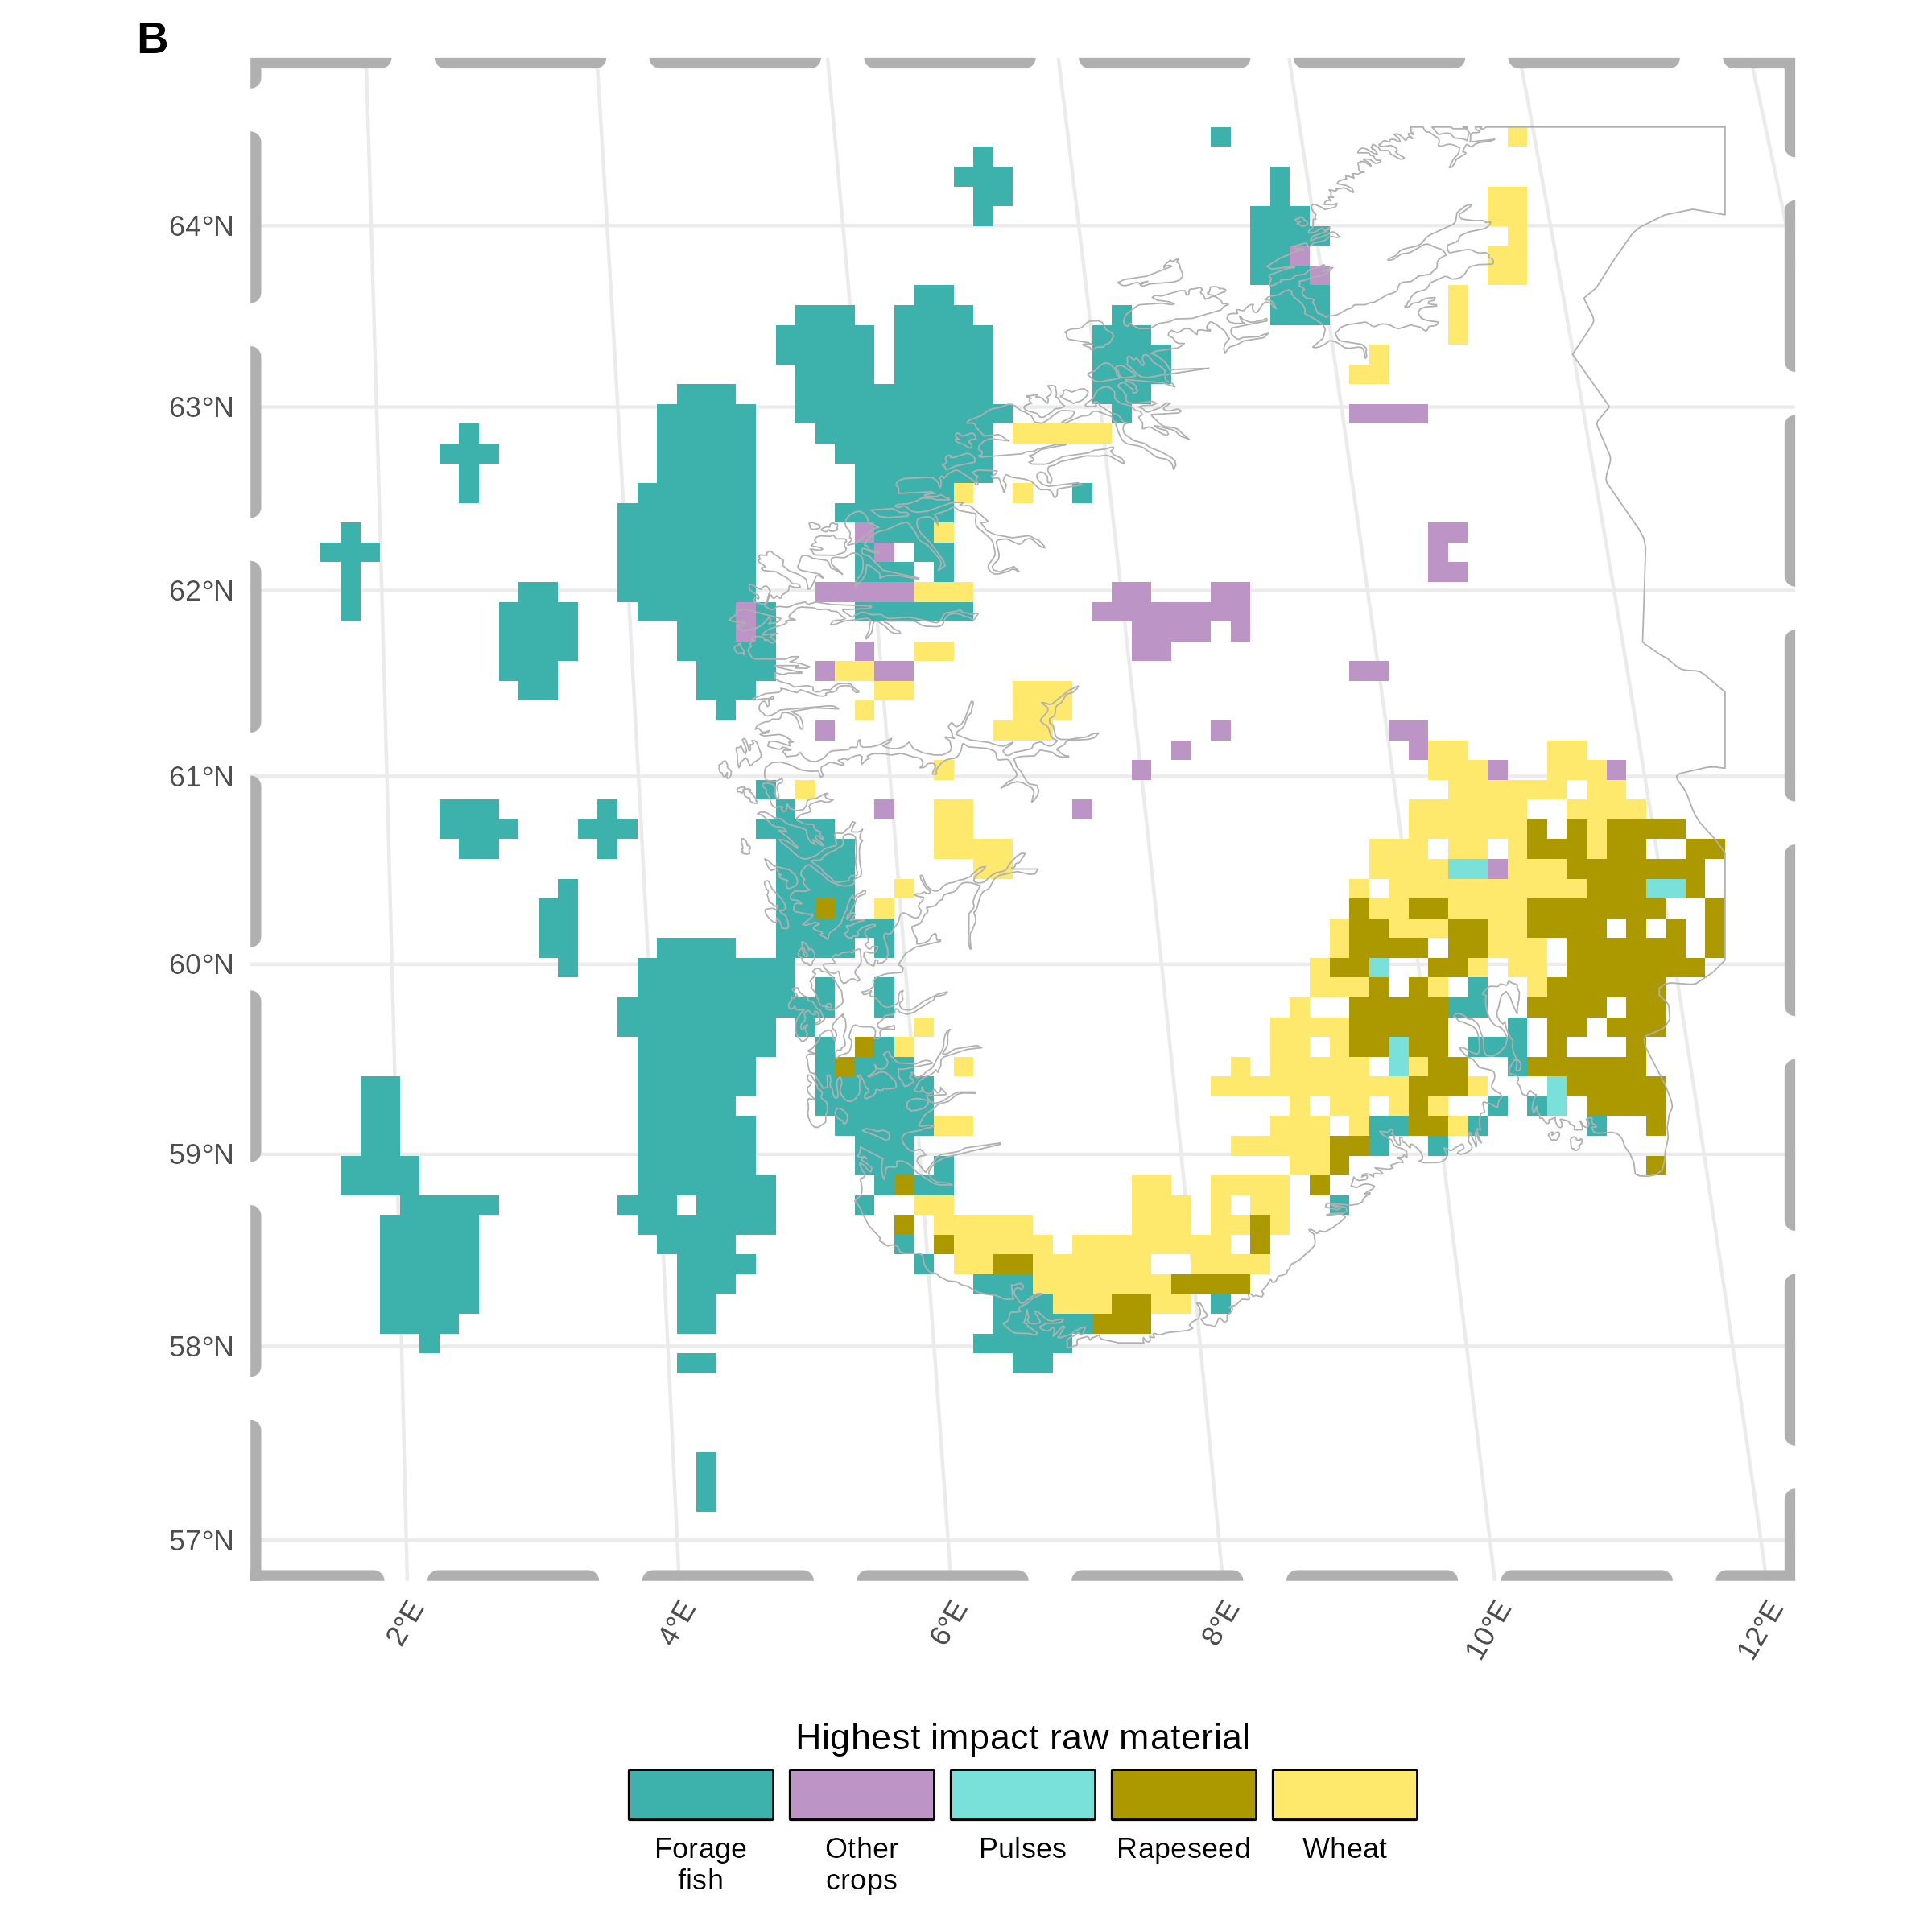 B
64°N
63°N
62°N
61°N
60°N
59°N
58°N
57°N
2°E
4°E
6°E
8°E
10°E
12°E
Highest impact raw material
Forage
fish
Other
crops
Pulses
Rapeseed
Wheat